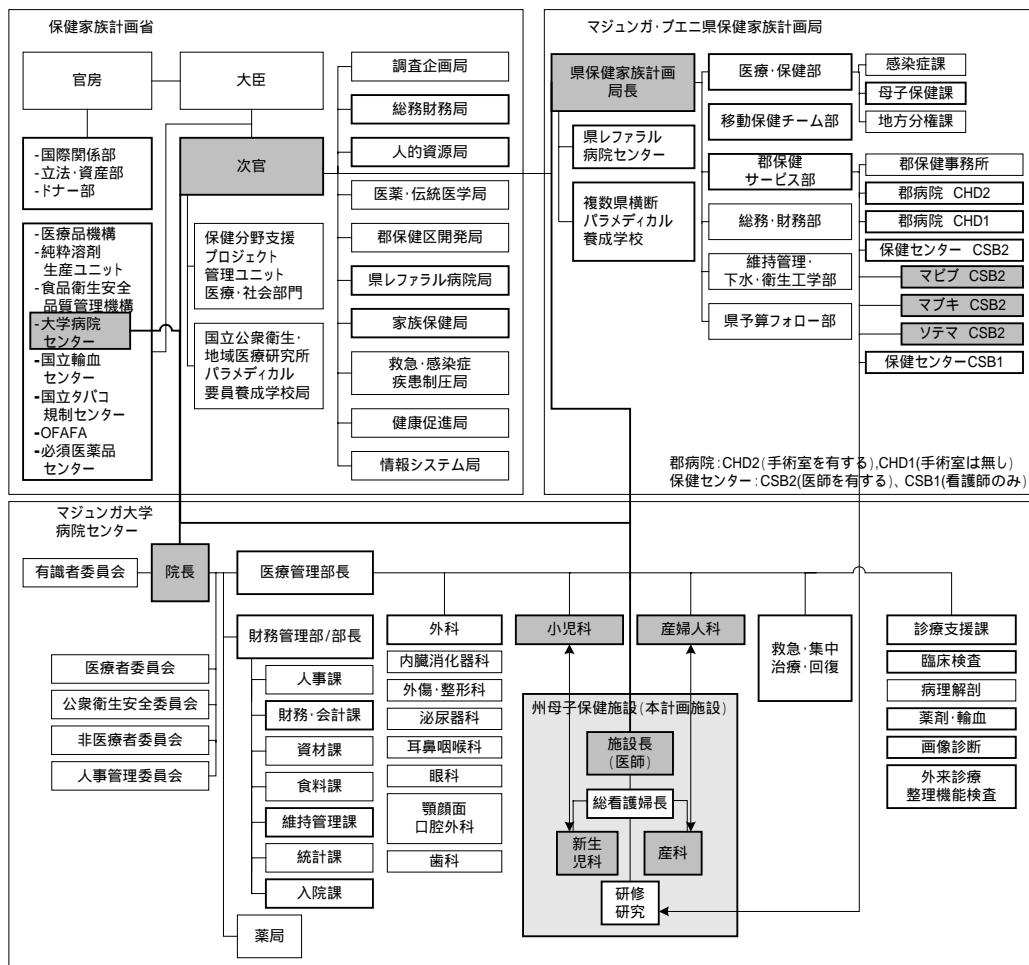 保健家族計画省
官房
大臣
-国際関係部
-立法・資産部
-ドナー部
次官
-医療品機構
-純粋溶剤
生産ユニット
-食品衛生安全
品質管理機構
-大学病院
センター
-国立輸血
センター
-国立タバコ
規制センター
-OFAFA
-必須医薬品
センター
保健分野支援
プロジェクト
管理ユニット
医療・社会部門
国立公衆衛生・
地域医療研究所
パラメディカル
要員養成学校局
調査企画局
総務財務局
人的資源局
医薬・伝統医学局
郡保健区開発局
県レファラル病院局
家族保健局
救急・感染症
疾患制圧局
健康促進局
情報システム局
マジュンガ・ブエニ県保健家族計画局
県保健家族計画
局長
県レファラル
病院センター
複数県横断
パラメディカル
養成学校
医療・保健部
移動保健チーム部
郡保健
サービス部
総務・財務部
維持管理・
下水・衛生工学部
県予算フォロー部
感染症課
母子保健課
地方分権課
郡保健事務所
郡病院 CHD2
郡病院 CHD1
保健センター CSB2
マビブ CSB2
マブキ CSB2
ソテマ CSB2
保健センターCSB1
郡病院:CHD2(手術室を有する),CHD1(手術室は無し)
保健センター:CSB2(医師を有する)、CSB1(看護師のみ)
マジュンガ大学
病院センター
有識者委員会
院長
医療管理部長
医療者委員会
公衆衛生安全委員会
非医療者委員会
人事管理委員会
財務管理部/部長
人事課
財務・会計課
資材課
食料課
維持管理課
統計課
入院課
薬局
外科
内臓消化器科
外傷・整形科
泌尿器科
耳鼻咽喉科
眼科
顎顔面
口腔外科
歯科
小児科
産婦人科
州母子保健施設(本計画施設)
施設長
(医師)
総看護婦長
新生
児科
産科
研修
研究
救急・集中
治療・回復
診療支援課
臨床検査
病理解剖
薬剤・輸血
画像診断
外来診療
整理機能検査